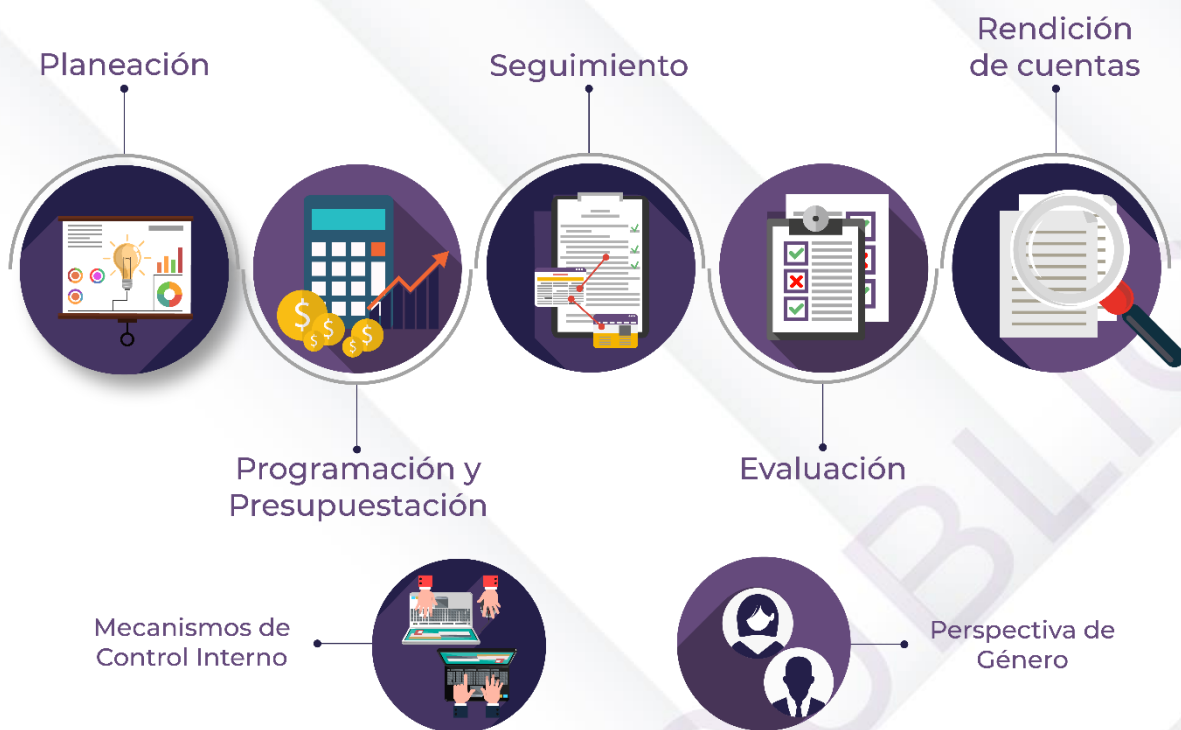 Planeación
Seguimiento
Rendición
de cuentas
Programación y
Presupuestación
Evaluación
Mecanismos de
Control Interno
Perspectiva de
Género